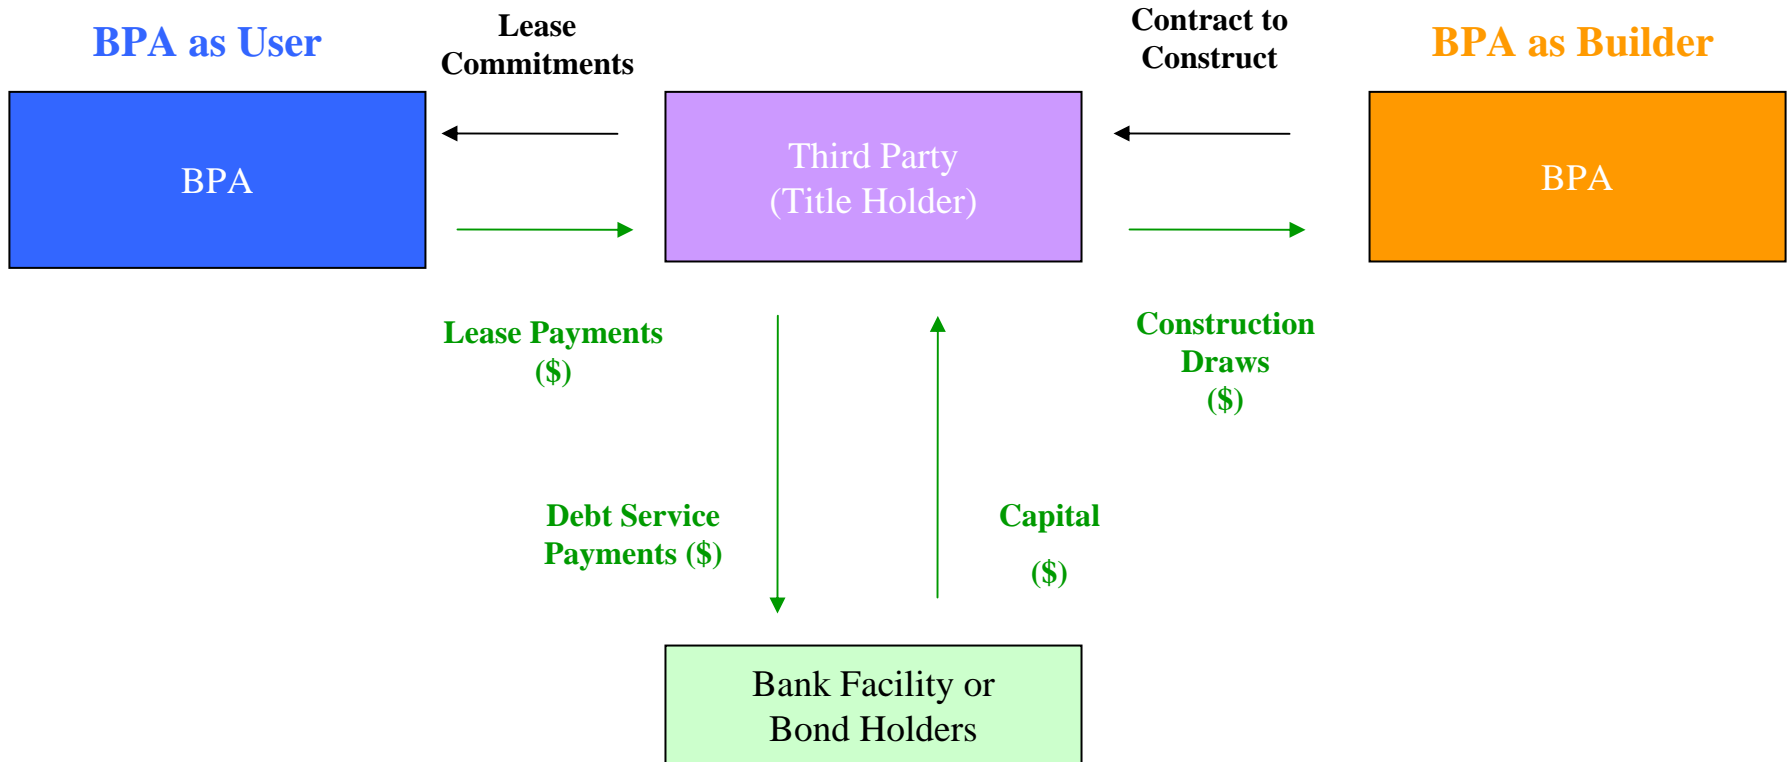 BPA as User
Lease
Commitments
Contract to
Construct
BPA as Builder
BPA
Third Party
(Title Holder)
BPA
Lease Payments
($)
Construction
Draws
($)
Debt Service
Payments ($)
Capital
($)
Bank Facility or
Bond Holders